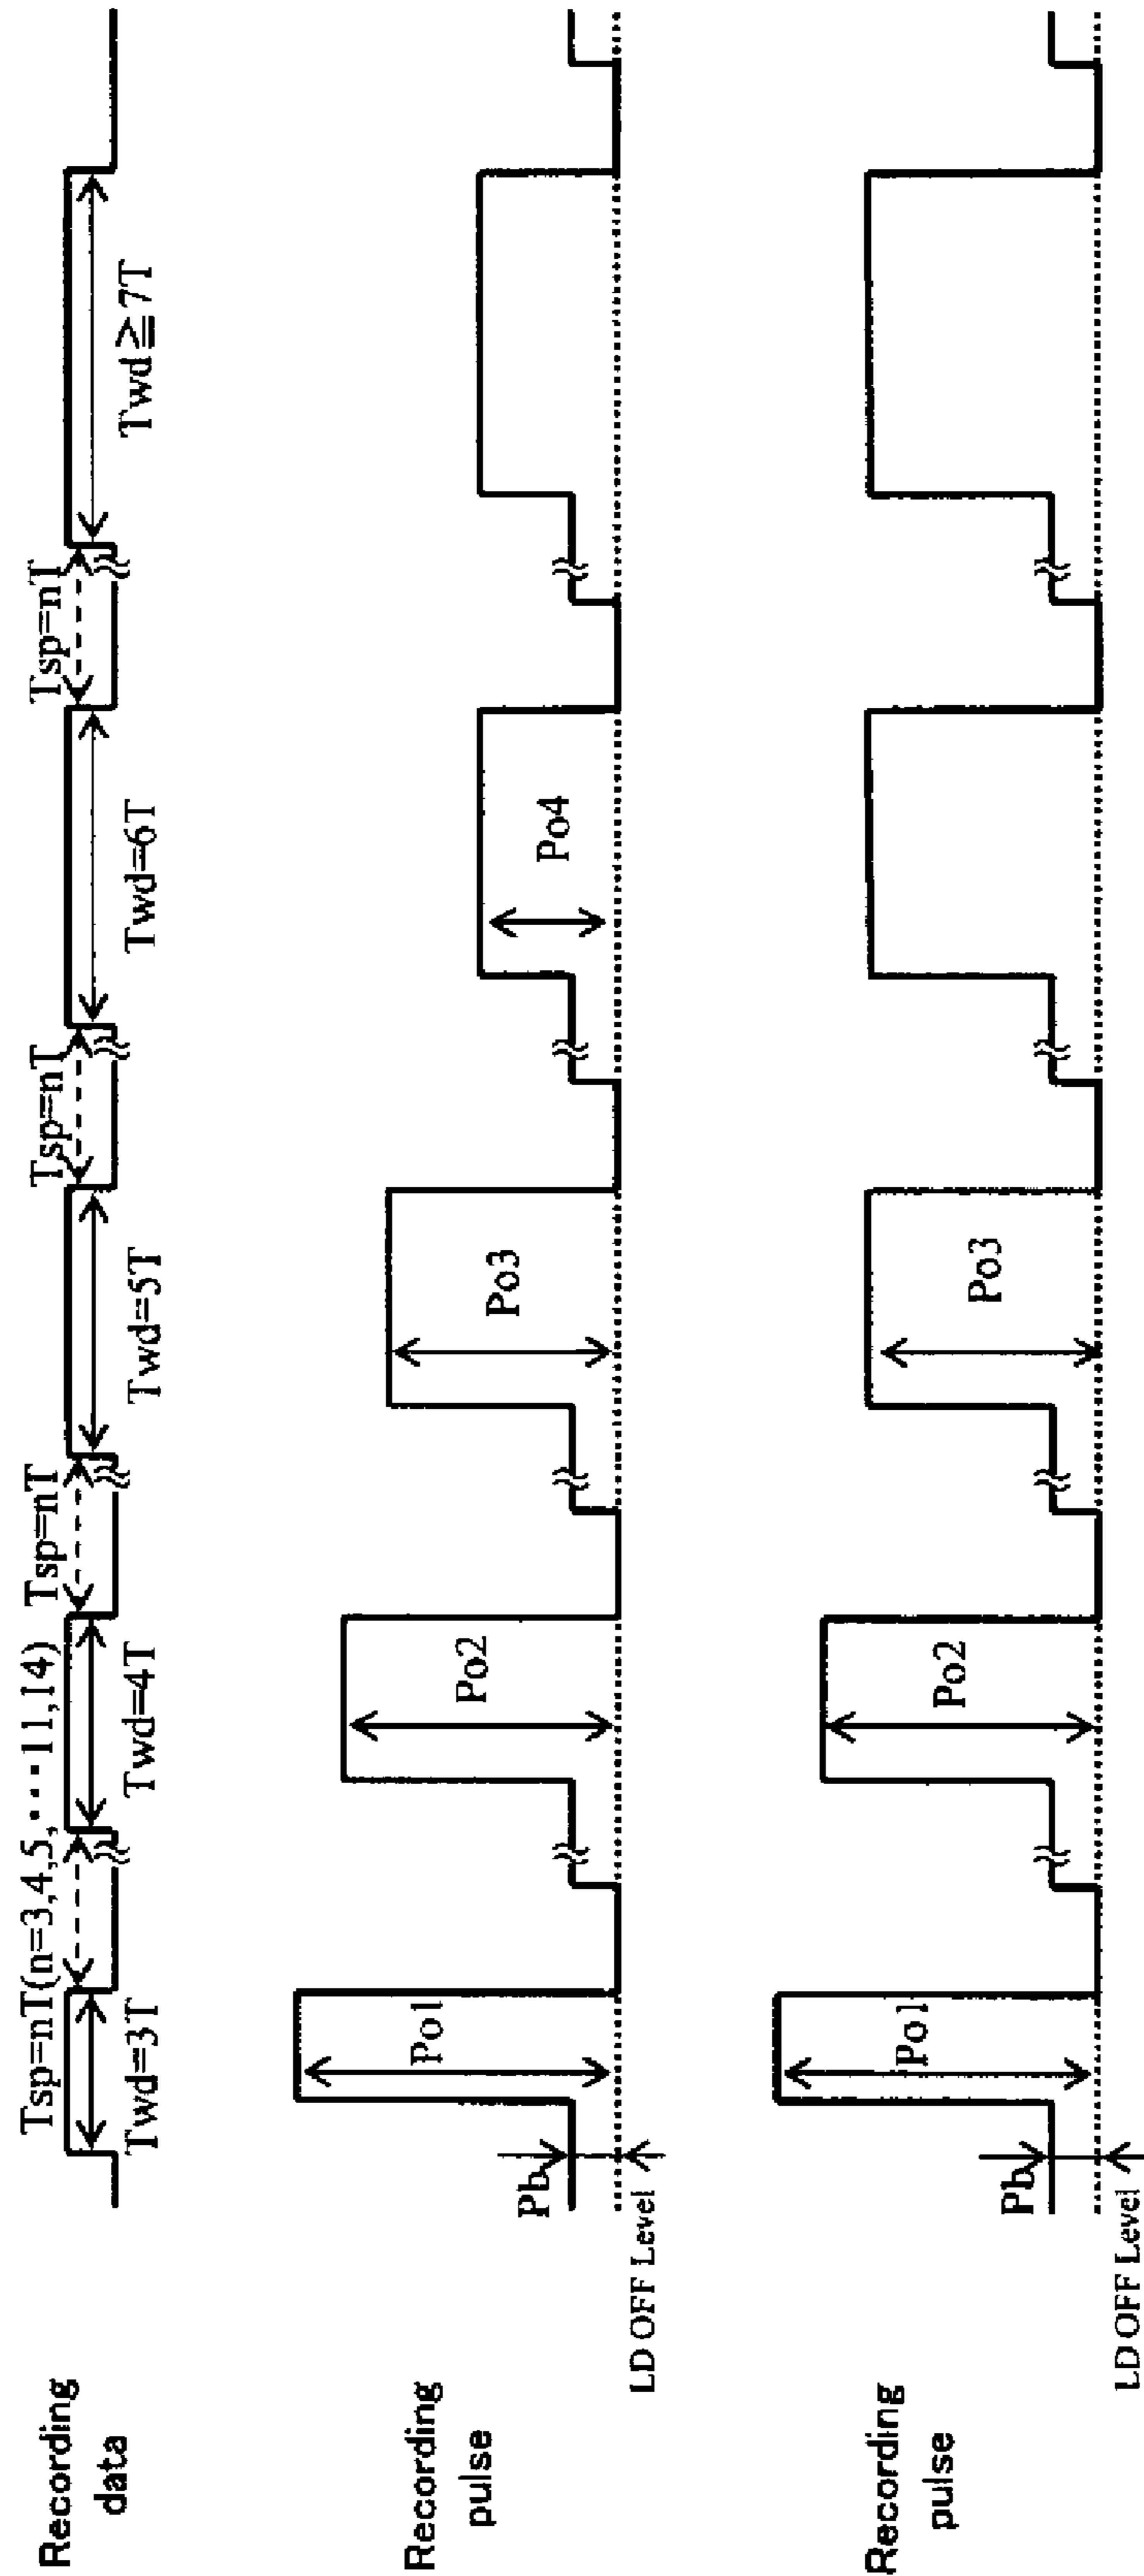 Recording
data
Tsp=nT(n=3,4,5,・・・11,14)
Tsp=nT
Tsp=nT
Tsp=nT
Twd=3T
Twd=4T
Twd=5T
Twd=6T
Twd≧7T
Recording
pulse
Pb
LD OFF Level
Po1
Po2
Po3
Po4
Recording
pulse
Pb
LD OFF Level
Po1
Po2
Po3